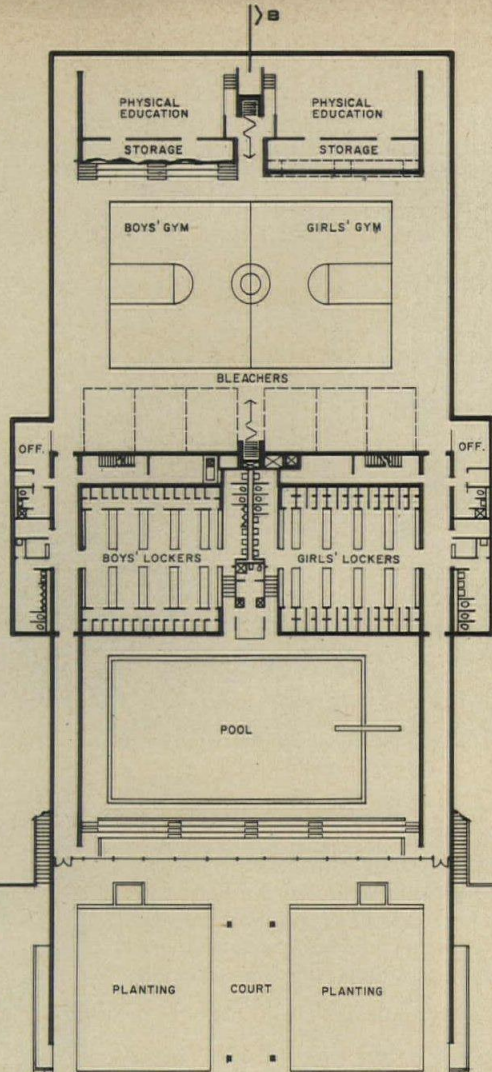 B
PHYSICAL
EDUCATION
PHYSICAL
EDUCATION
STORAGE
STORAGE
BOYS' GYM
GIRLS' GYM
BLEACHERS
OFF.
OFF.
BOYS' LOCKERS
GIRLS' LOCKERS
POOL
PLANTING
COURT
PLANTING